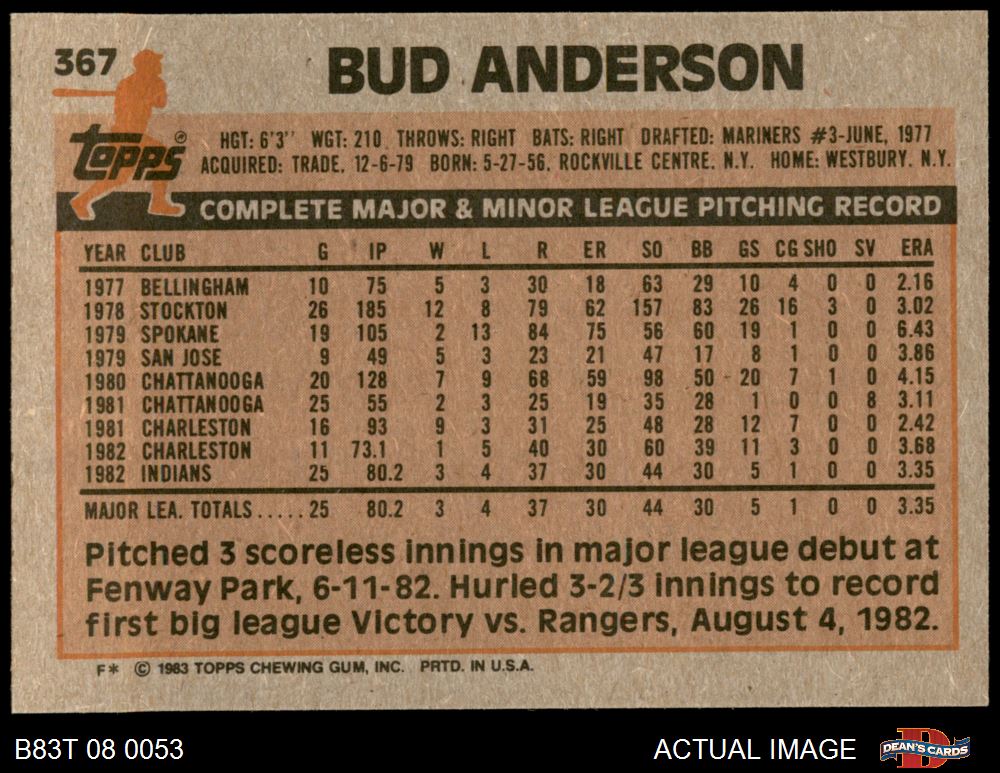 367
BUD ANDERSON
Topps®
HGT: 6'3" WGT: 210 THROWS: RIGHT BATS: RIGHT DRAFTED: MARINERS #3-JUNE, 1977
ACQUIRED: TRADE, 12-6-79 BORN: 5-27-56, ROCKVILLE CENTRE, N.Y. HOME: WESTBURY, N.Y.
COMPLETE MAJOR & MINOR LEAGUE PITCHING RECORD
YEAR CLUB G IP W L R ER SO BB GS CG SHO SV ERA
1977 BELLINGHAM 10 75 5 3 30 18 63 29 10 4 0 0 2.16
1978 STOCKTON 26 185 12 8 79 62 157 83 26 16 3 0 3.02
1979 SPOKANE 19 105 2 13 84 75 56 60 19 1 0 0 6.43
1979 SAN JOSE 9 49 5 3 23 21 47 17 8 1 0 0 3.86
1980 CHATTANOOGA 20 128 7 9 68 59 98 50 20 7 1 0 4.15
1981 CHATTANOOGA 25 55 2 3 25 19 35 28 1 0 0 8 3.11
1981 CHARLESTON 16 93 9 3 31 25 48 28 12 7 0 0 2.42
1982 CHARLESTON 11 73.1 1 5 40 30 60 39 11 3 0 0 3.68
1982 INDIANS 25 80.2 3 4 37 30 44 30 5 1 0 0 3.35
MAJOR LEA. TOTALS.....25 80.2 3 4 37 30 44 30 5 1 0 0 3.35
Pitched 3 scoreless innings in major league debut at
Fenway Park, 6-11-82. Hurled 3-2/3 innings to record
first big league Victory vs. Rangers, August 4, 1982.
F* © 1983 TOPPS CHEWING GUM, INC. PRTD. IN U.S.A.
B83T 08 0053
ACTUAL IMAGE
DEAN'S CARDS